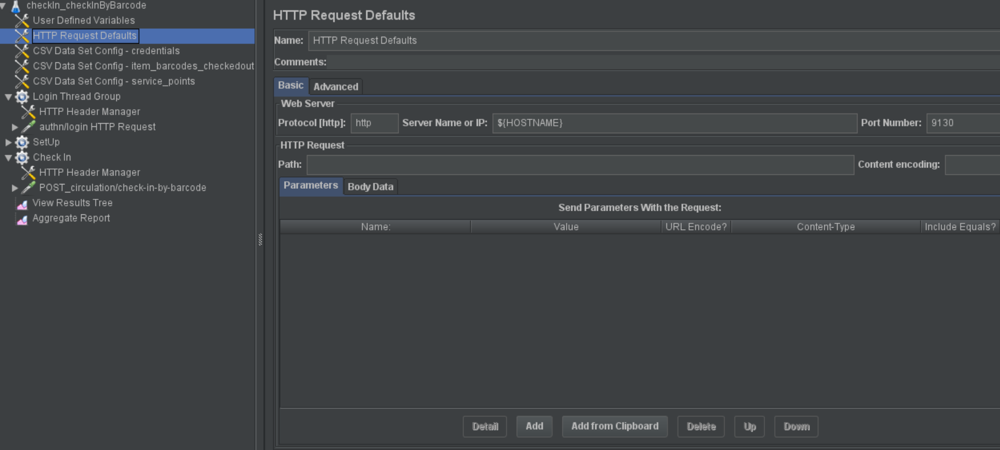 checkIn_checkInByBarcode
User Defined Variables
HTTP Request Defaults
CSV Data Set Config - credentials
CSV Data Set Config - item_barcodes_checkedout
CSV Data Set Config - service_points
Login Thread Group
HTTP Header Manager
authn/login HTTP Request
SetUp
Check In
HTTP Header Manager
POST_circulation/check-in-by-barcode
View Results Tree
Aggregate Report
HTTP Request Defaults
Name: HTTP Request Defaults
Comments:
Basic Advanced
Web Server
Protocol [http]: http Server Name or IP: ${HOSTNAME} Port Number: 9130
HTTP Request
Path: Content encoding:
Parameters Body Data
Send Parameters With the Request:
Name: Value URL Encode? Content-Type Include Equals?
Detail Add Add from Clipboard Delete Up Down